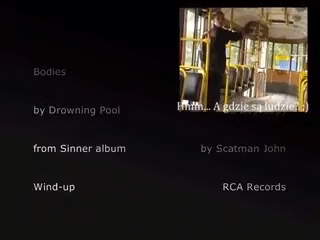 Hmm... A gdzie są ludzie? ;)
Bodies
by Drowning Pool
from Sinner album
by Scatman John
Wind-up
RCA Records